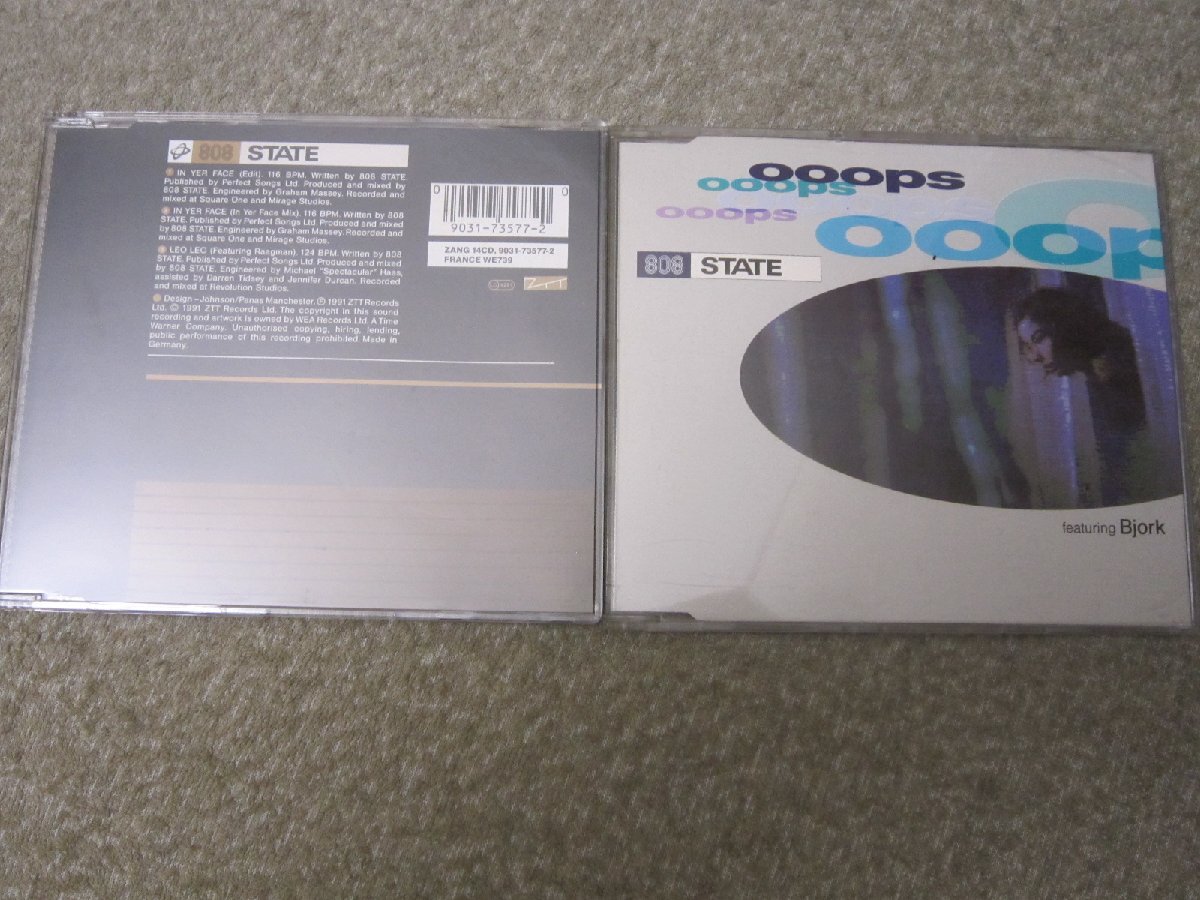 808 STATE
IN YER FACE (Edit). 116 BPM. Written by 808 STATE
Published by Perfect Songs Ltd. Produced and mixed by
808 STATE. Engineered by Graham Massey. Recorded and
mixed at Square One and Mirage Studios.
IN YER FACE (In Yer Face Mix). 116 BPM. Written by 808
STATE. Published by Perfect Songs Ltd. Produced and mixed
by 808 STATE. Engineered by Graham Massey. Recorded and
mixed at Square One and Mirage Studios.
LEO LEO (Featuring Raagman). 124 BPM. Written by 808
STATE. Published by Perfect Songs Ltd. Produced and mixed
by 808 STATE. Engineered by Michael "Spectacular" Hass,
assisted by Darren Tidsey and Jennifer Durcan. Recorded
and mixed at Revolution Studios.
Design – Johnson/Panas Manchester. ℗ 1991 ZTT Records
Ltd. © 1991 ZTT Records Ltd. The copyright in this sound
recording and artwork is owned by WEA Records Ltd. A Time
Warner Company. Unauthorised copying, hiring, lending,
public performance of this recording prohibited. Made in
Germany.
0 0 0
9031-73577-2
ZANG 14CD, 9031-73577-2
FRANCE WE739
ZTT
ooops
ooops
ooops
ooop
808 STATE
featuring Bjork